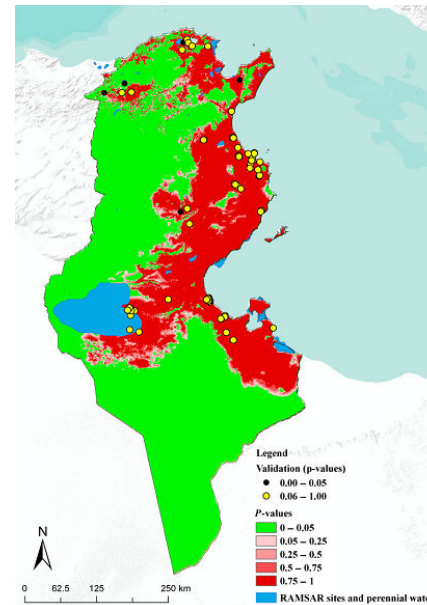 Legend
Validation (p-values)
0.00 – 0.05
0.06 – 1.00
P-values
0 – 0.05
0.05 – 0.25
0.25 – 0.5
0.5 – 0.75
0.75 – 1
RAMSAR sites and perennial wate
N
0 62.5 125 250 km